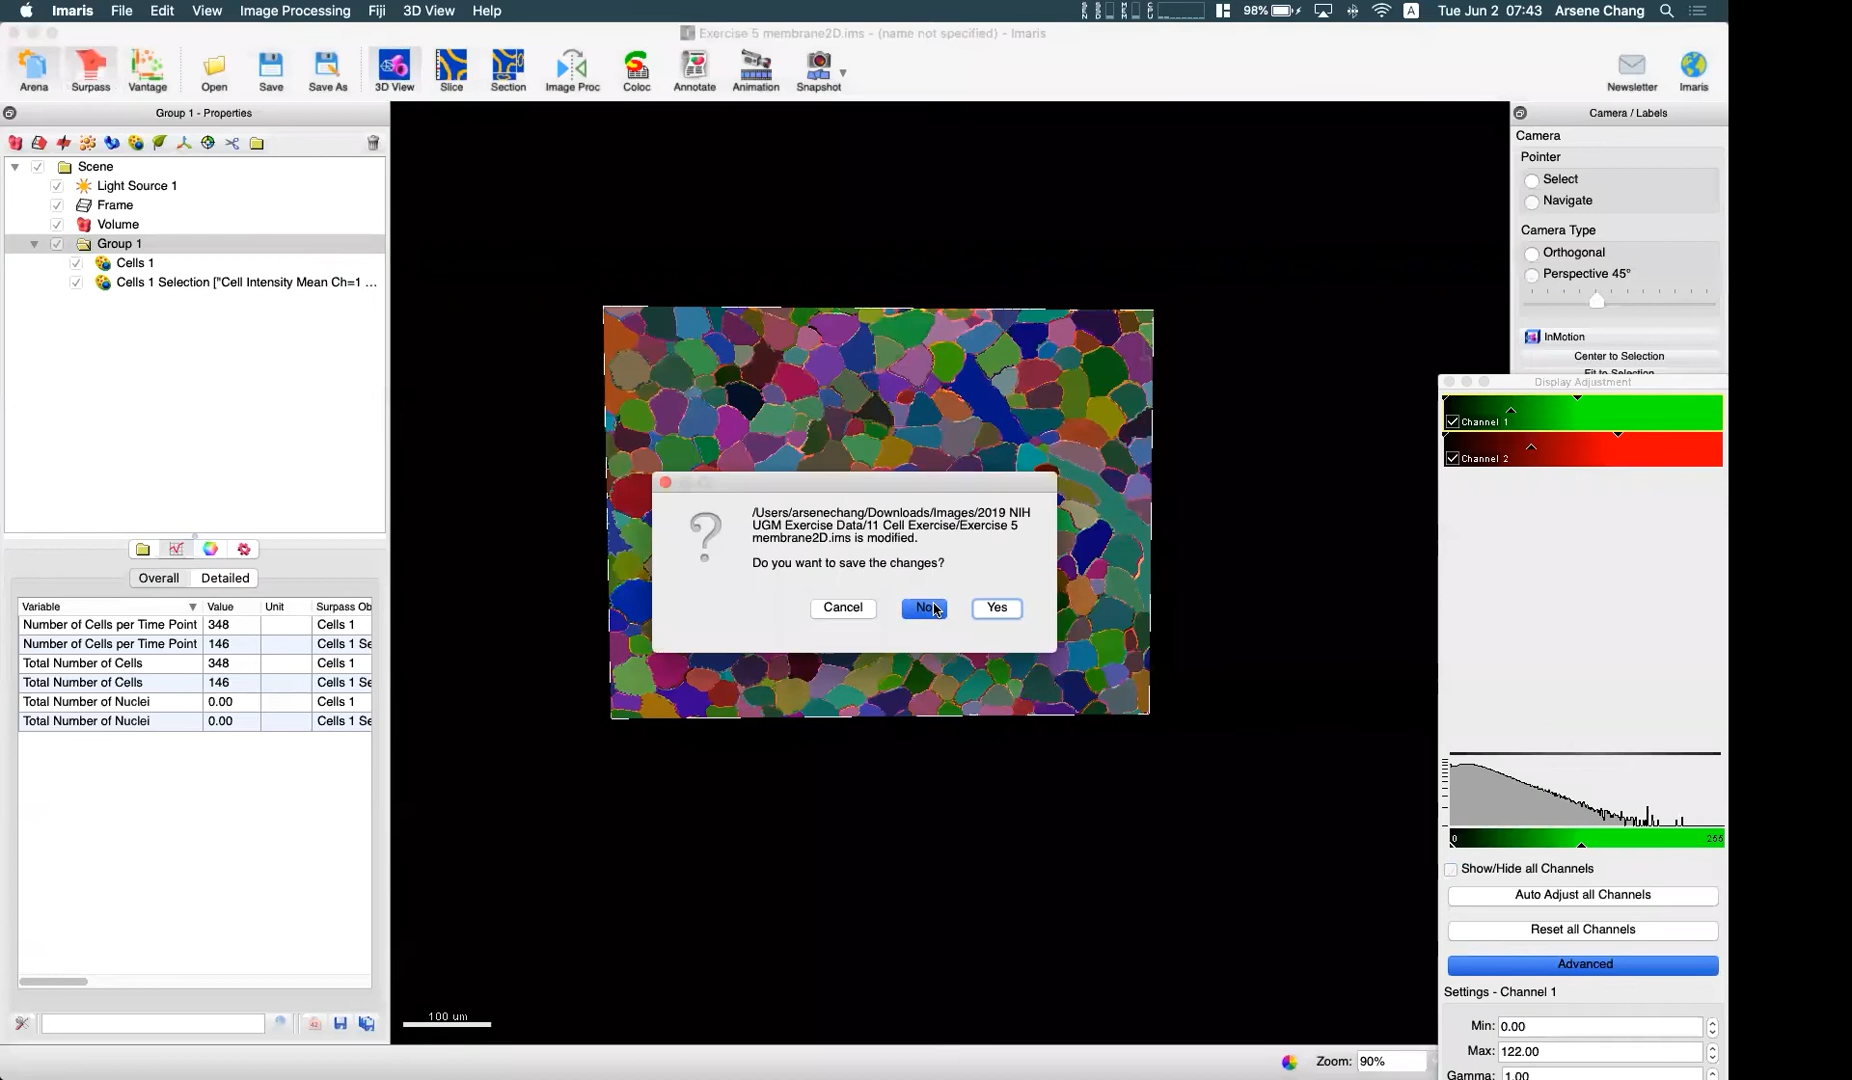 Imaris File Edit View Image Processing Fiji 3D View Help
98% A Tue Jun 2 07:43 Arsene Chang
Exercise 5 membrane2D.ims - (name not specified) - Imaris
Arena Surpass Vantage Open Save Save As 3D View Slice Section Image Proc Coloc Annotate Animation Snapshot Newsletter Imaris
Group 1 - Properties
Scene
Light Source 1
Frame
Volume
Group 1
Cells 1
Cells 1 Selection ["Cell Intensity Mean Ch=1 ...
Overall Detailed
Variable Value Unit Surpass Ob
Number of Cells per Time Point 348 Cells 1
Number of Cells per Time Point 146 Cells 1 Se
Total Number of Cells 348 Cells 1
Total Number of Cells 146 Cells 1 Se
Total Number of Nuclei 0.00 Cells 1
Total Number of Nuclei 0.00 Cells 1 Se
/Users/arsenechang/Downloads/Images/2019 NIH
UGM Exercise Data/11 Cell Exercise/Exercise 5
membrane2D.ims is modified.
Do you want to save the changes?
Cancel No Yes
100 um
Camera / Labels
Camera
Pointer
Select
Navigate
Camera Type
Orthogonal
Perspective 45°
InMotion
Center to Selection
Fit to Selection
Display Adjustment
Channel 1
Channel 2
0 255
Show/Hide all Channels
Auto Adjust all Channels
Reset all Channels
Advanced
Settings - Channel 1
Min: 0.00
Max: 122.00
Gamma: 1.00
Zoom: 90%